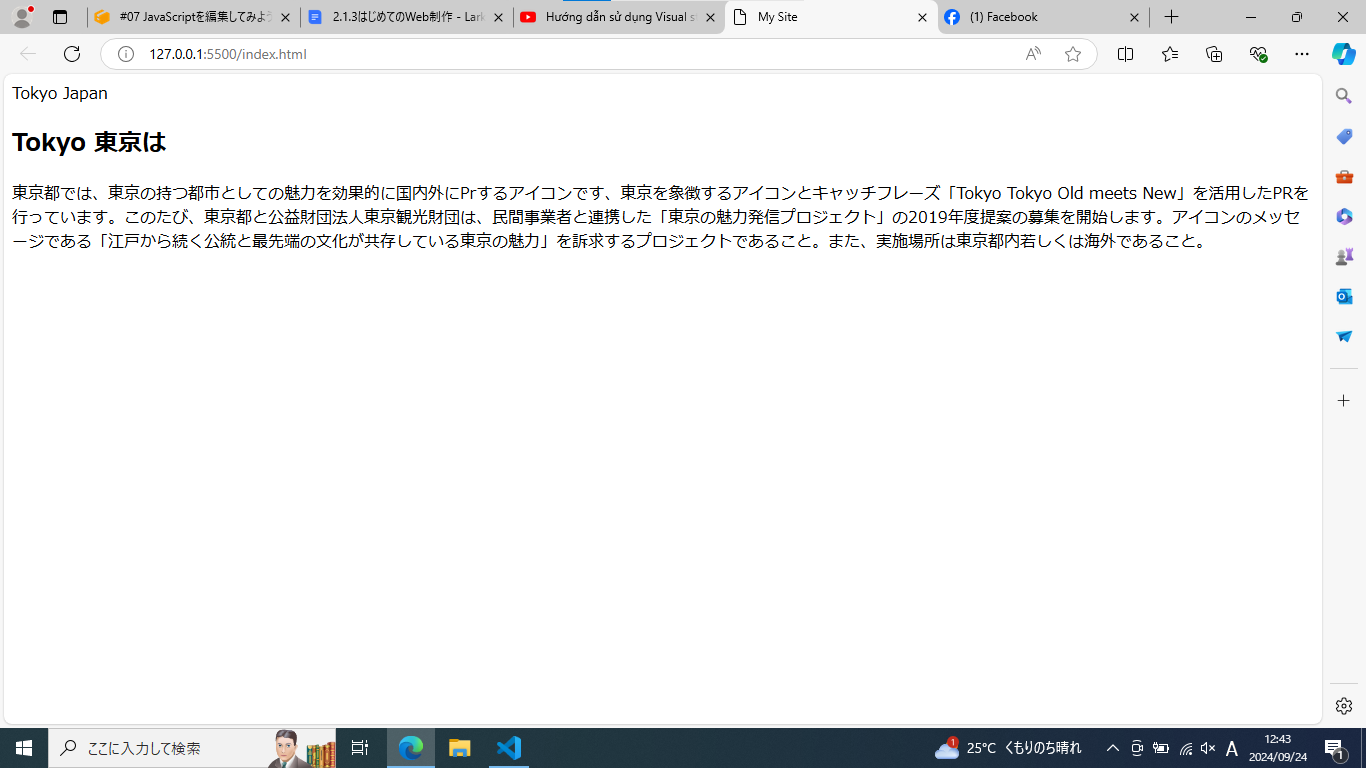 #07 JavaScriptを編集してみよう
2.1.3はじめてのWeb制作 - Lark
Hướng dẫn sử dụng Visual st
My Site
(1) Facebook
127.0.0.1:5500/index.html
Tokyo Japan
Tokyo 東京は
東京都では、東京の持つ都市としての魅力を効果的に国内外にPrするアイコンです、東京を象徴するアイコンとキャッチフレーズ「Tokyo Tokyo Old meets New」を活用したPRを
行っています。このたび、東京都と公益財団法人東京観光財団は、民間事業者と連携した「東京の魅力発信プロジェクト」の2019年度提案の募集を開始します。アイコンのメッセ
ージである「江戸から続く公統と最先端の文化が共存している東京の魅力」を訴求するプロジェクトであること。また、実施場所は東京都内若しくは海外であること。
ここに入力して検索
1
25°C くもりのち晴れ
A
12:43
2024/09/24
1